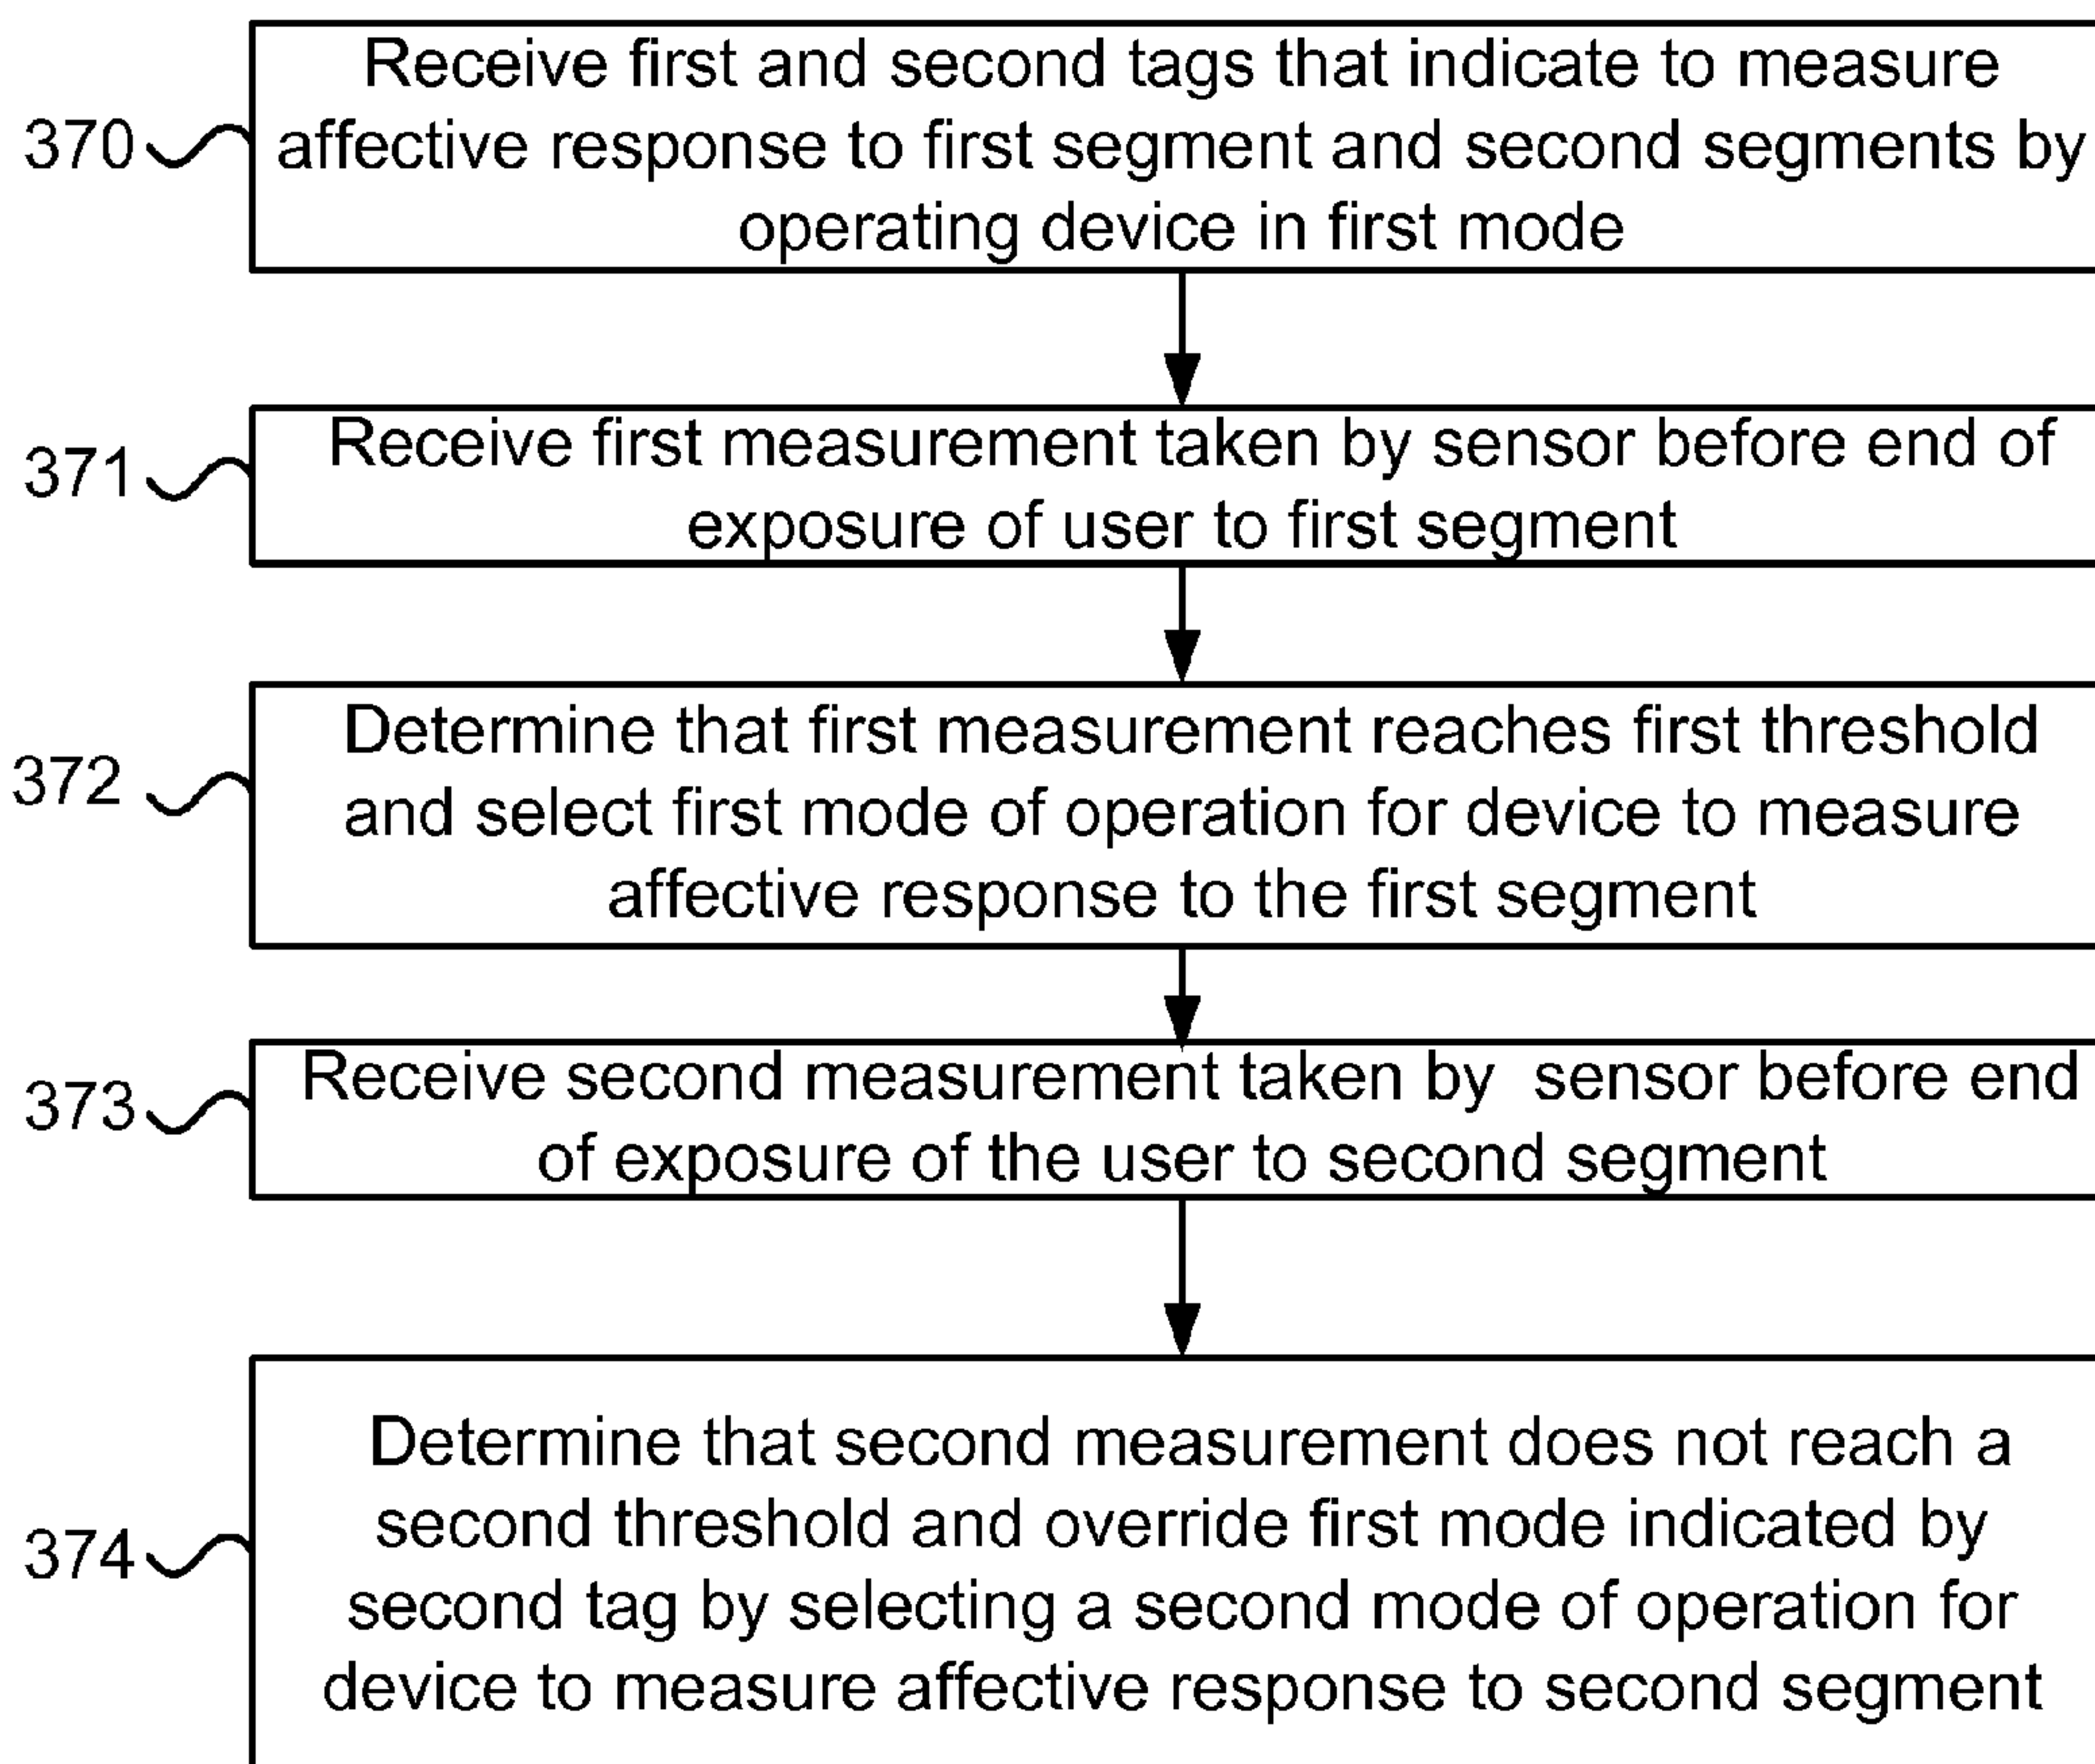 Receive first and second tags that indicate to measure
370
affective response to first segment and second segments by
operating device in first mode
Receive first measurement taken by sensor before end of
371
exposure of user to first segment
Determine that first measurement reaches first threshold
372
and select first mode of operation for device to measure
affective response to the first segment
Receive second measurement taken by sensor before end
373
of exposure of the user to second segment
Determine that second measurement does not reach a
second threshold and override first mode indicated by
374
second tag by selecting a second mode of operation for
device to measure affective response to second segment